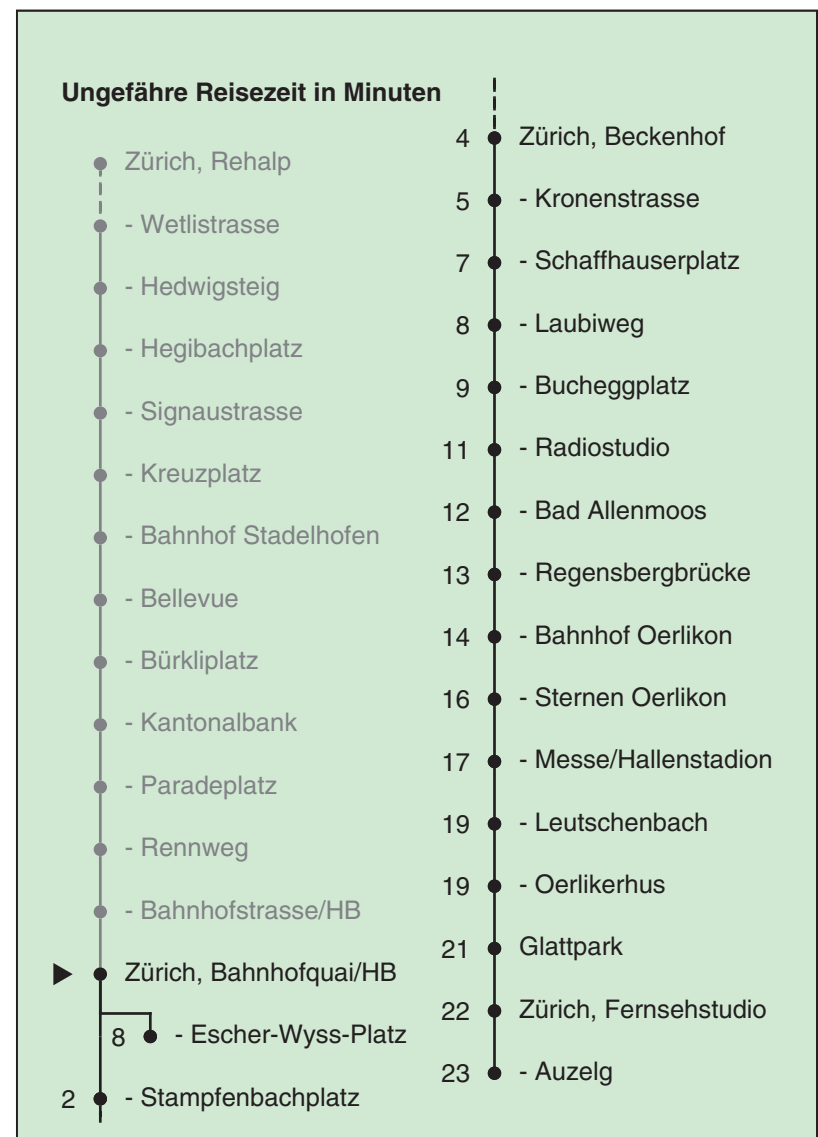 Ungefähre Reisezeit in Minuten
Zürich, Rehalp
- Wetlistrasse
- Hedwigsteig
- Hegibachplatz
- Signaustrasse
- Kreuzplatz
- Bahnhof Stadelhofen
- Bellevue
- Bürkliplatz
- Kantonalbank
- Paradeplatz
- Rennweg
- Bahnhofstrasse/HB
Zürich, Bahnhofquai/HB
8 - Escher-Wyss-Platz
2 - Stampfenbachplatz
4 Zürich, Beckenhof
5 - Kronenstrasse
7 - Schaffhauserplatz
8 - Laubiweg
9 - Bucheggplatz
11 - Radiostudio
12 - Bad Allenmoos
13 - Regensbergbrücke
14 - Bahnhof Oerlikon
16 - Sternen Oerlikon
17 - Messe/Hallenstadion
19 - Leutschenbach
19 - Oerlikerhus
21 Glattpark
22 Zürich, Fernsehstudio
23 - Auzelg